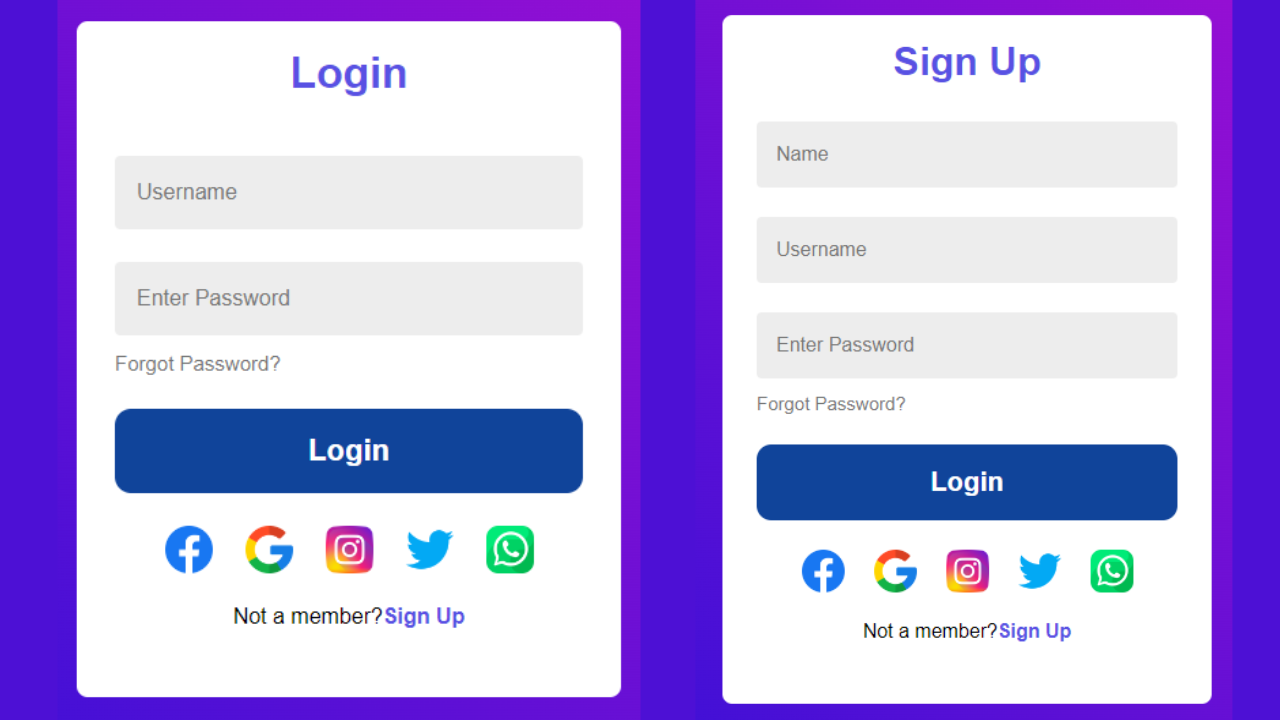 Login
Username
Enter Password
Forgot Password?
Login
Not a member?Sign Up
Sign Up
Name
Username
Enter Password
Forgot Password?
Login
Not a member?Sign Up